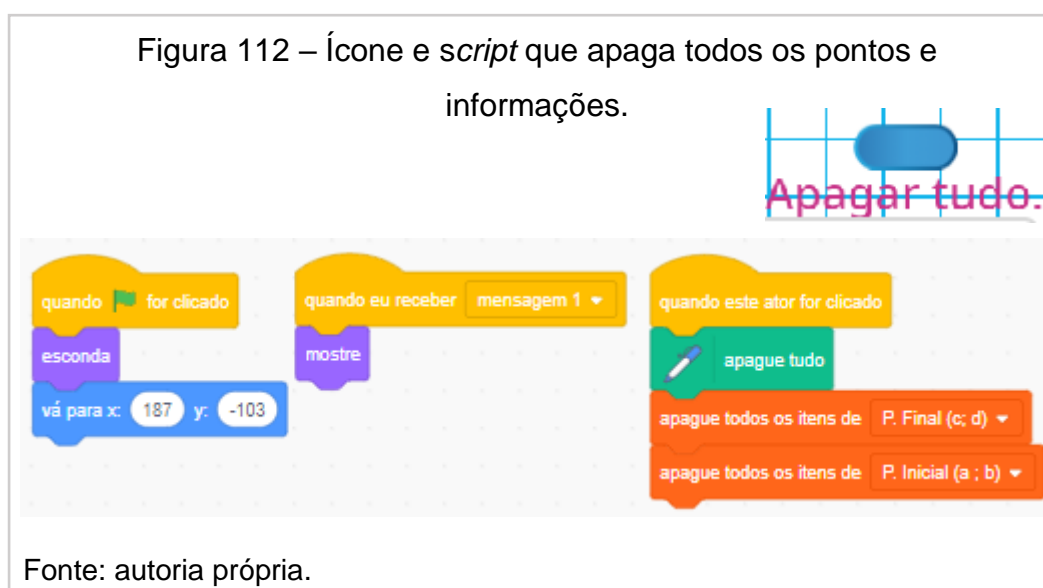 Figura 112 – Ícone e script que apaga todos os pontos e
informações.
Apagar tudo.
quando for clicado
esconda
vá para x: 187 y: -103
quando eu receber mensagem 1
mostre
quando este ator for clicado
apague tudo
apague todos os itens de P. Final (c; d)
apague todos os itens de P. Inicial (a ; b)
Fonte: autoria própria.